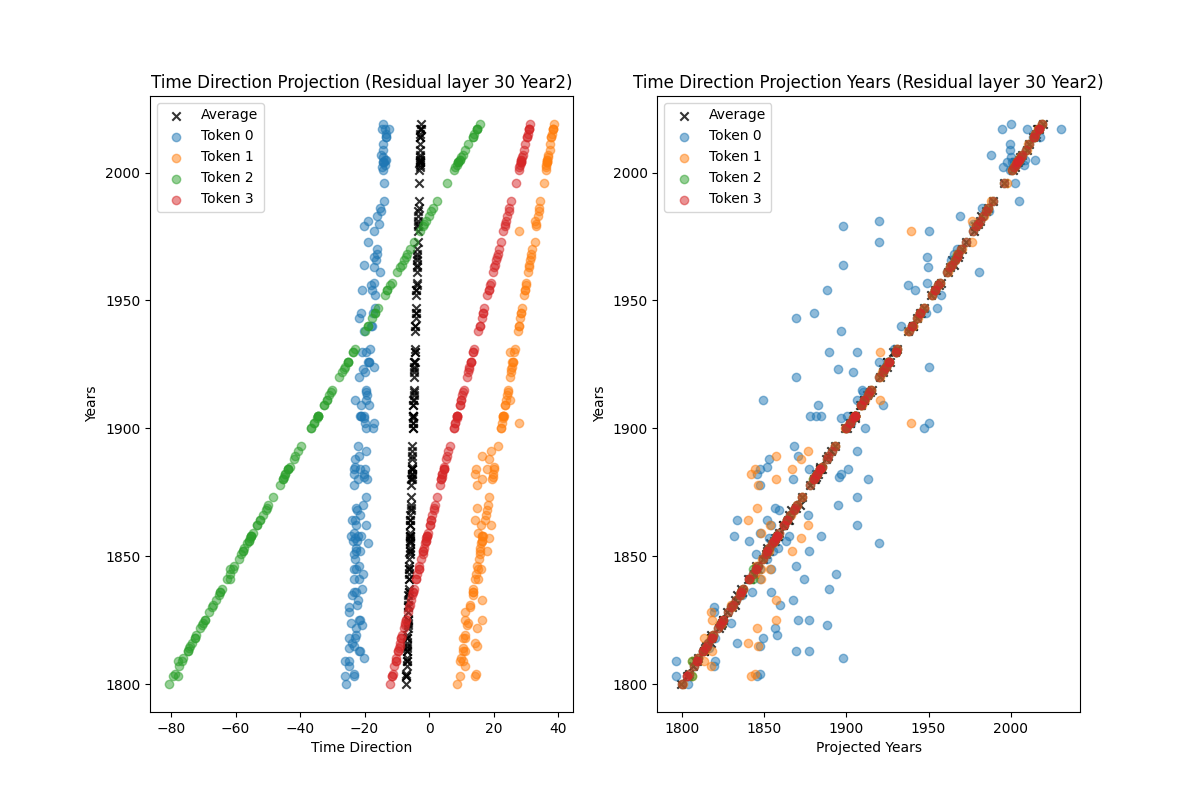 Time Direction Projection (Residual layer 30 Year2)
Average
Token 0
Token 1
Token 2
Token 3
2000
1950
1900
1850
1800
Years
−80
−60
−40
−20
0
20
40
Time Direction
Time Direction Projection Years (Residual layer 30 Year2)
Average
Token 0
Token 1
Token 2
Token 3
2000
1950
1900
1850
1800
Years
1800
1850
1900
1950
2000
Projected Years